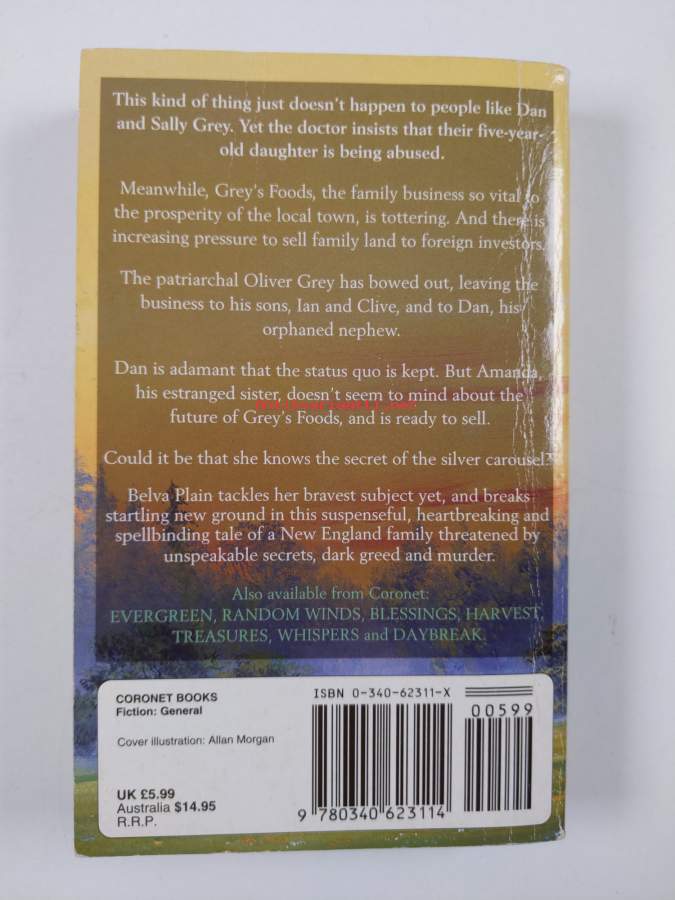 This kind of thing just doesn't happen to people like Dan
and Sally Grey. Yet the doctor insists that their five-year-
old daughter is being abused.
Meanwhile, Grey's Foods, the family business so vital to
the prosperity of the local town, is tottering. And there is
increasing pressure to sell family land to foreign investors.
The patriarchal Oliver Grey has bowed out, leaving the
business to his sons, Ian and Clive, and to Dan, his
orphaned nephew.
Dan is adamant that the status quo is kept. But Amanda,
his estranged sister, doesn't seem to mind about the
future of Grey's Foods, and is ready to sell.
Could it be that she knows the secret of the silver carousel?
Belva Plain tackles her bravest subject yet, and breaks
startling new ground in this suspenseful, heartbreaking and
spellbinding tale of a New England family threatened by
unspeakable secrets, dark greed and murder.
Also available from Coronet:
EVERGREEN, RANDOM WINDS, BLESSINGS, HARVEST,
TREASURES, WHISPERS and DAYBREAK.
CORONET BOOKS
Fiction: General
Cover illustration: Allan Morgan
UK £5.99
Australia $14.95
R.R.P.
ISBN 0-340-62311-X
00599
9 780340 623114